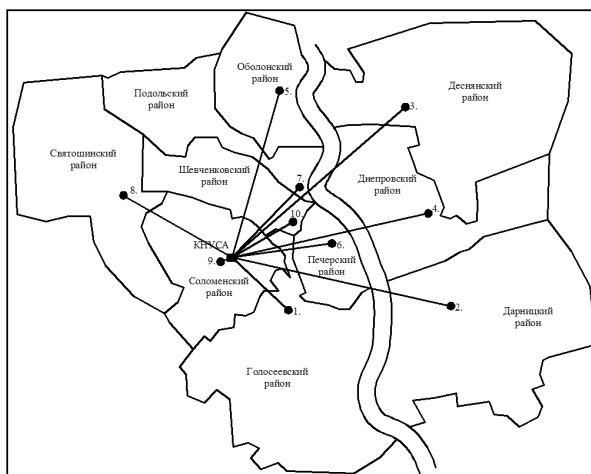 Оболонский
район
5.
Деснянский
район
3.
Подольский
район
Святошинский
район
8.
Шевченковский
район
7.
Днепровский
район
4.
10.
КНУСА
6.
Печерский
район
9.
Соломенский
район
1.
2.
Дарницкий
район
Голосеевский
район